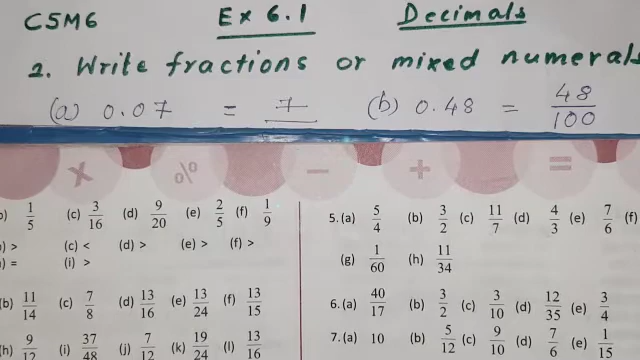 C5M6 Ex 6.1 Decimals
2. Write fractions or mixed numerals
(a) 0.07 = 7 (b) 0.48 = 48/100
× % − + =
1/5 (c) 3/16 (d) 9/20 (e) 2/5 (f) 1/9
> (c) < (d) > (e) > (f) >
= (i) >
(b) 11/14 (c) 7/8 (d) 13/16 (e) 13/24 (f) 13/15
(h) 9/12 (i) 37/48 (j) 7/12 (k) 19/24 (l) 13/16
5. (a) 5/4 (b) 3/2 (c) 11/7 (d) 4/3 (e) 7/6 (f)
(g) 1/60 (h) 11/34
6. (a) 40/17 (b) 3/2 (c) 3/10 (d) 12/35 (e) 3/4
7. (a) 10 (b) 5/12 (c) 9/10 (d) 7/6 (e) 1/15